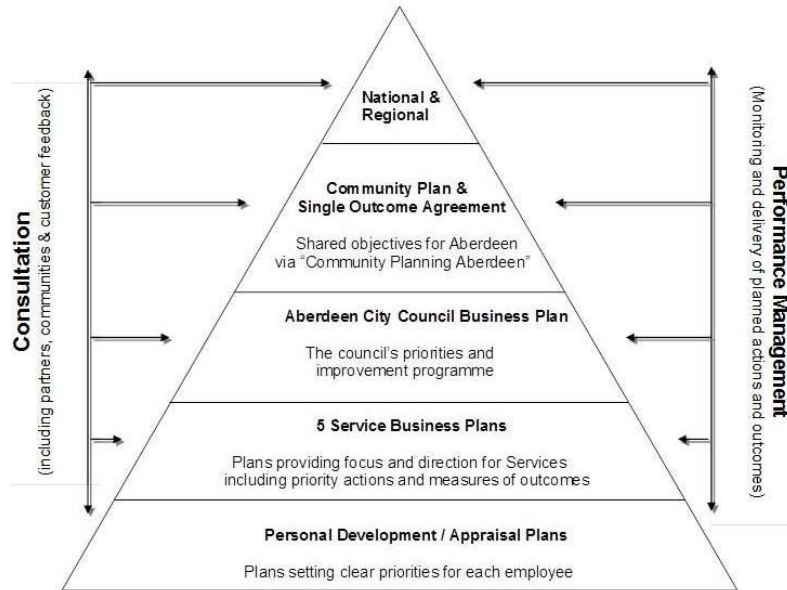 National &
Regional
Community Plan &
Single Outcome Agreement
Shared objectives for Aberdeen
via “Community Planning Aberdeen”
Aberdeen City Council Business Plan
The council’s priorities and
improvement programme
5 Service Business Plans
Plans providing focus and direction for Services
including priority actions and measures of outcomes
Personal Development / Appraisal Plans
Plans setting clear priorities for each employee
Consultation
(including partners, communities & customer feedback)
Performance Management
(Monitoring and delivery of planned actions and outcomes)